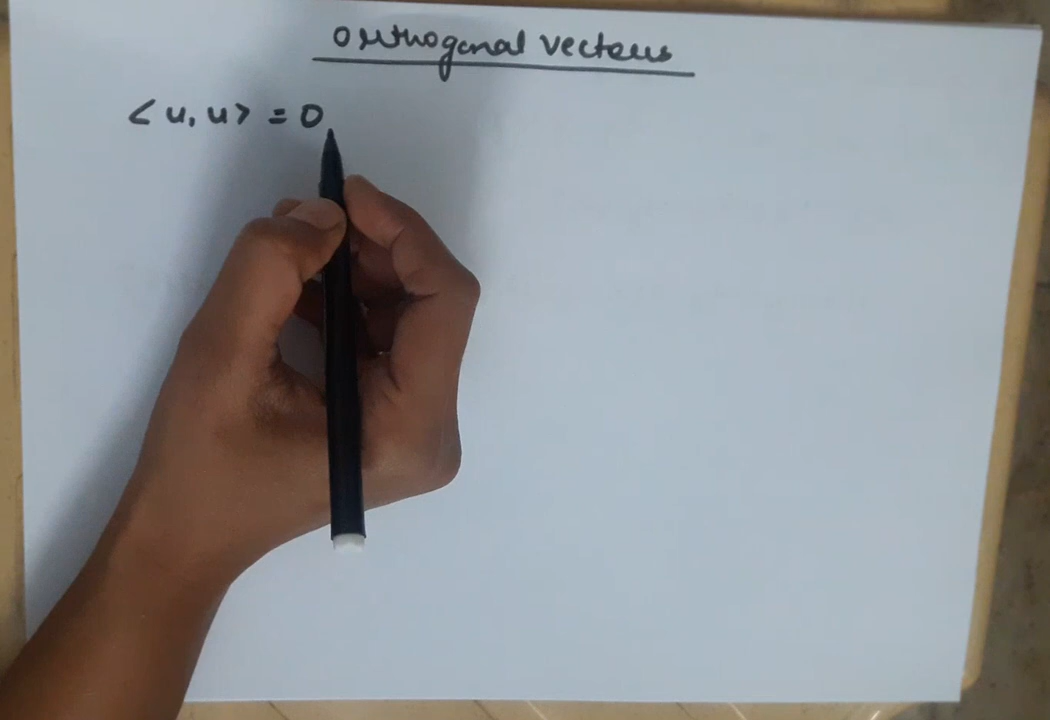 Orthogonal vectors
< u, u > = 0